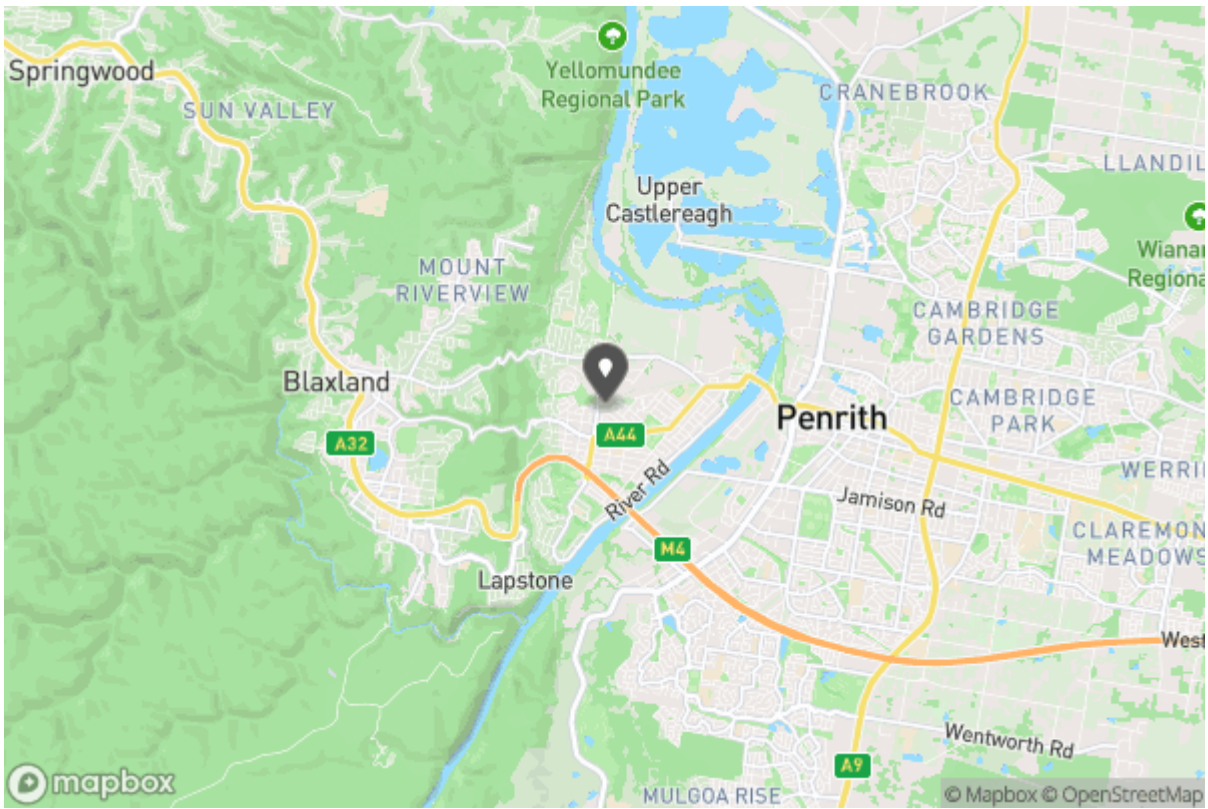 Springwood
SUN VALLEY
Yellomundee
Regional Park
CRANEBROOK
LLANDIL
Upper
Castlereagh
Wianam
Regiona
MOUNT
RIVERVIEW
CAMBRIDGE
GARDENS
Blaxland
CAMBRIDGE
PARK
Penrith
A32
A44
WERRI
River Rd
Jamison Rd
CLAREMON
MEADOWS
M4
Lapstone
West
Wentworth Rd
A9
MULGOA RISE
mapbox
© Mapbox © OpenStreetMap